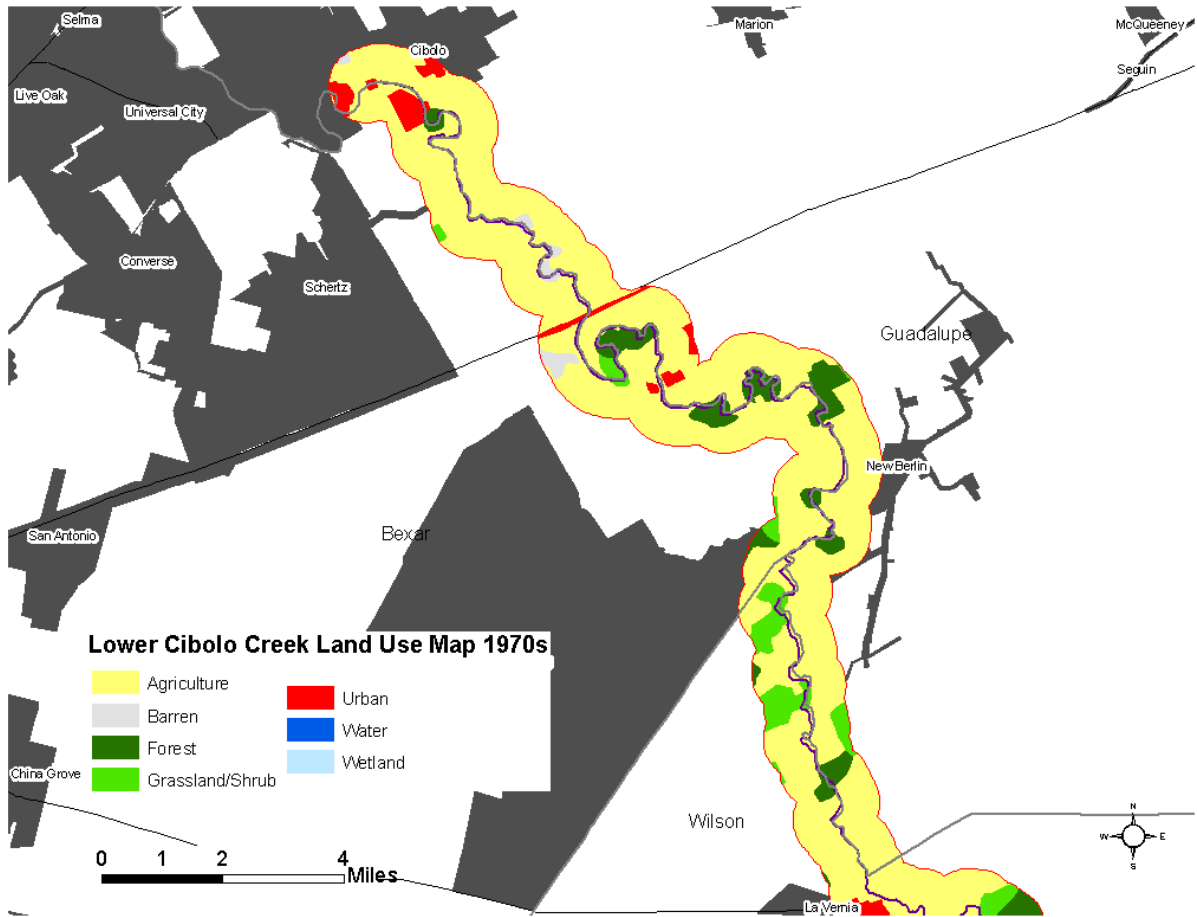 Selma
Cibolo
Marion
McQueeney
Seguin
Live Oak
Universal City
Converse
Schertz
Guadalupe
New Berlin
San Antonio
Bexar
Lower Cibolo Creek Land Use Map 1970s
Agriculture
Barren
Forest
Grassland/Shrub
Urban
Water
Wetland
China Grove
Wilson
N
W E
S
0 1 2 4
Miles
La Vernia